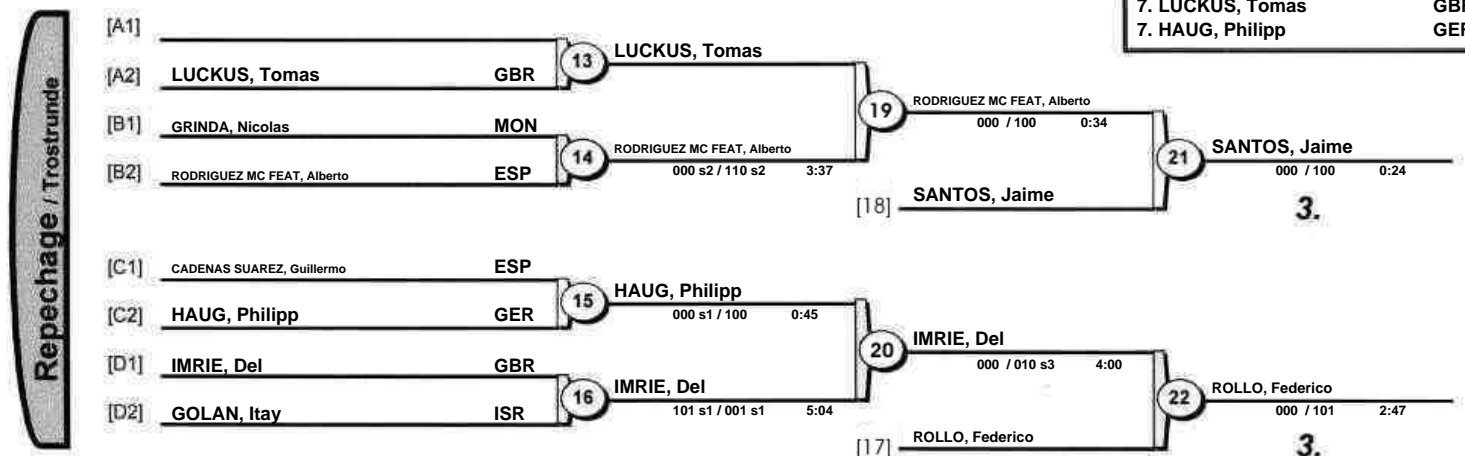 7. LUCKUS, Tomas GB
7. HAUG, Philipp GE
Repechage / Trostrunde
[A1]
[A2] LUCKUS, Tomas GBR
13 LUCKUS, Tomas
[B1] GRINDA, Nicolas MON
[B2] RODRIGUEZ MC FEAT, Alberto ESP
14 RODRIGUEZ MC FEAT, Alberto
000 s2 / 110 s2 3:37
19 RODRIGUEZ MC FEAT, Alberto
000 / 100 0:34
[18] SANTOS, Jaime
21 SANTOS, Jaime
000 / 100 0:24
3.
[C1] CADENAS SUAREZ, Guillermo ESP
[C2] HAUG, Philipp GER
15 HAUG, Philipp
000 s1 / 100 0:45
[D1] IMRIE, Del GBR
[D2] GOLAN, Itay ISR
16 IMRIE, Del
101 s1 / 001 s1 5:04
20 IMRIE, Del
000 / 010 s3 4:00
[17] ROLLO, Federico
22 ROLLO, Federico
000 / 101 2:47
3.